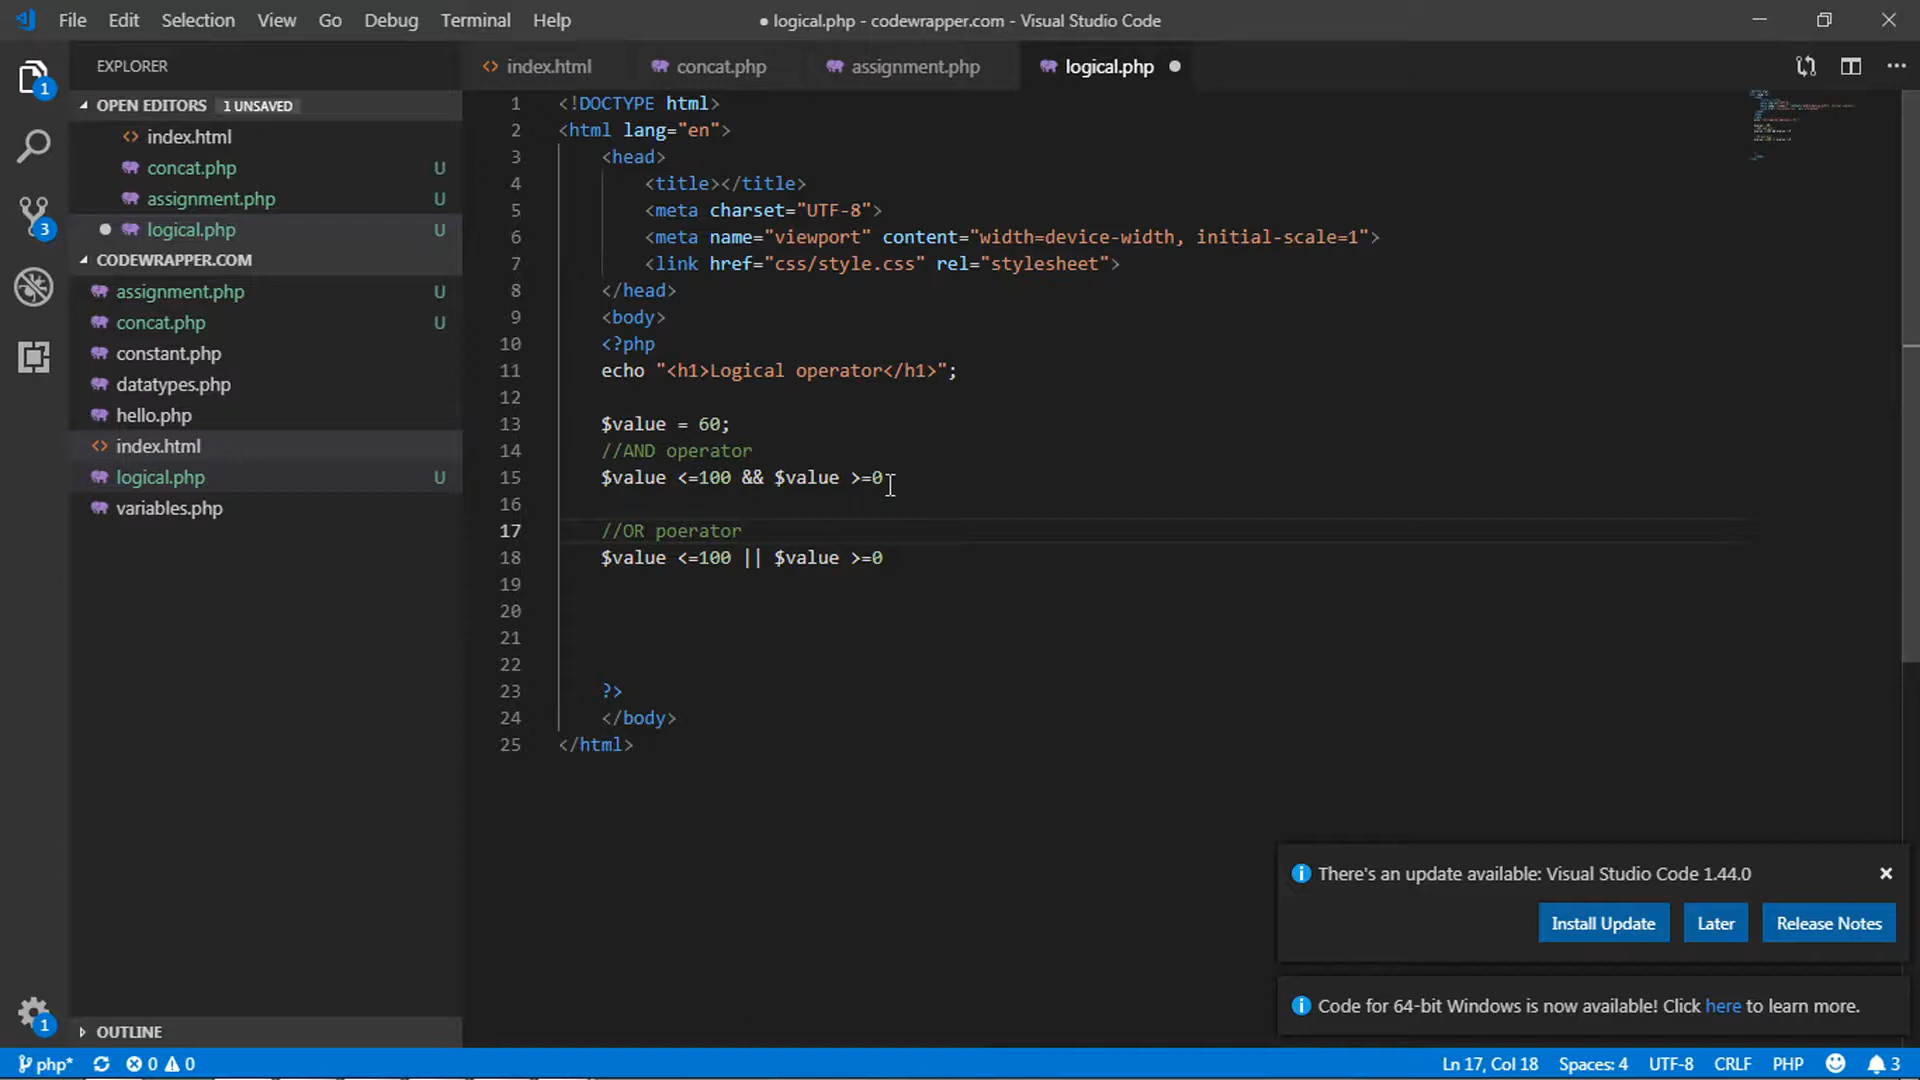 File Edit Selection View Go Debug Terminal Help ● logical.php - codewrapper.com - Visual Studio Code
EXPLORER
index.html concat.php assignment.php logical.php
OPEN EDITORS 1 UNSAVED
index.html
concat.php U
assignment.php U
logical.php U
CODEWRAPPER.COM
assignment.php U
concat.php U
constant.php
datatypes.php
hello.php
index.html
logical.php U
variables.php
OUTLINE
1
3
1
1 <!DOCTYPE html>
2 <html lang="en">
3 <head>
4 <title></title>
5 <meta charset="UTF-8">
6 <meta name="viewport" content="width=device-width, initial-scale=1">
7 <link href="css/style.css" rel="stylesheet">
8 </head>
9 <body>
10 <?php
11 echo "<h1>Logical operator</h1>";
12
13 $value = 60;
14 //AND operator
15 $value <=100 && $value >=0
16
17 //OR poerator
18 $value <=100 || $value >=0
19
20
21
22
23 ?>
24 </body>
25 </html>
There's an update available: Visual Studio Code 1.44.0
Install Update Later Release Notes
Code for 64-bit Windows is now available! Click here to learn more.
php* 0 0 Ln 17, Col 18 Spaces: 4 UTF-8 CRLF PHP 3